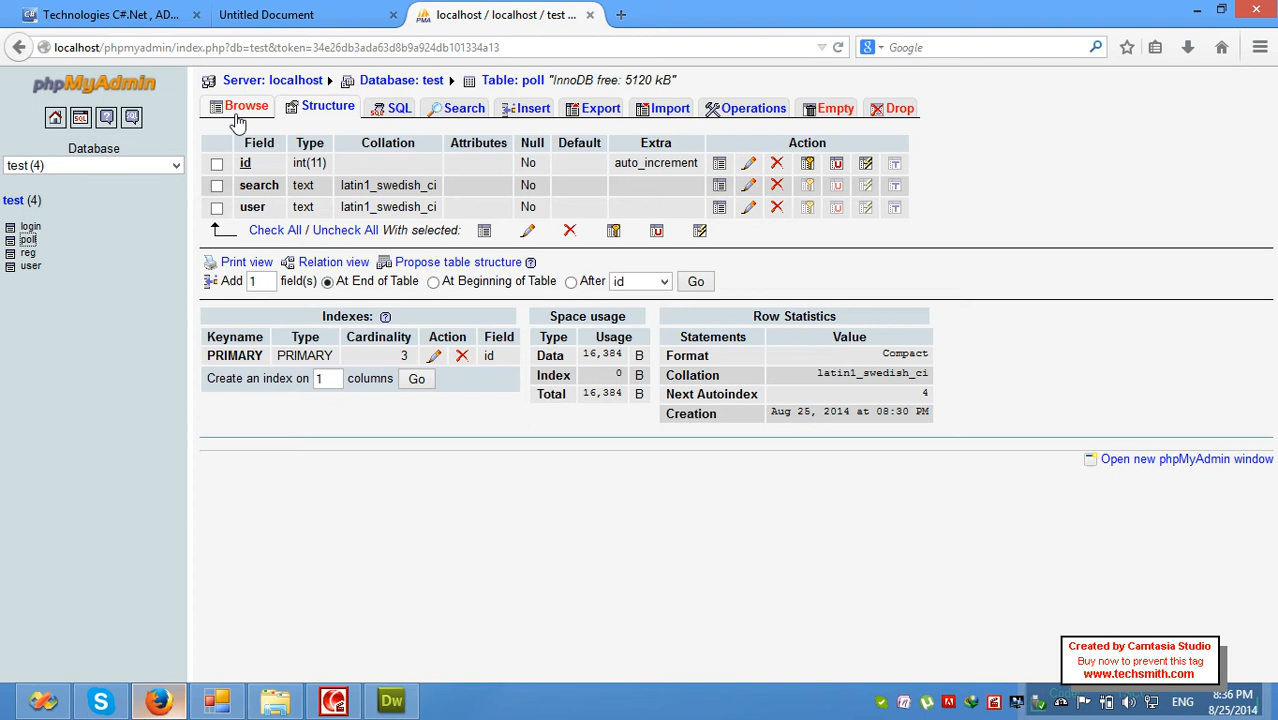 Technologies C#.Net , AD... × Untitled Document × localhost / localhost / test ... × +
localhost/phpmyadmin/index.php?db=test&token=34e26db3ada63d8b9a924db101334a13
Google
phpMyAdmin
Database
test (4)
test (4)
login
poll
reg
user
Server: localhost Database: test Table: poll "InnoDB free: 5120 kB"
Browse Structure SQL Search Insert Export Import Operations Empty Drop
Field Type Collation Attributes Null Default Extra Action
id int(11) No auto_increment
search text latin1_swedish_ci No
user text latin1_swedish_ci No
Check All / Uncheck All With selected:
Print view Relation view Propose table structure
Add 1 field(s) At End of Table At Beginning of Table After id Go
Indexes:
Keyname Type Cardinality Action Field
PRIMARY PRIMARY 3 id
Create an index on 1 columns Go
Space usage
Type Usage
Data 16,384 B
Index 0 B
Total 16,384 B
Row Statistics
Statements Value
Format Compact
Collation latin1_swedish_ci
Next Autoindex 4
Creation Aug 25, 2014 at 08:30 PM
Open new phpMyAdmin window
Created by Camtasia Studio
Buy now to prevent this tag
www.techsmith.com
Dw
ENG
8:36 PM
8/25/2014